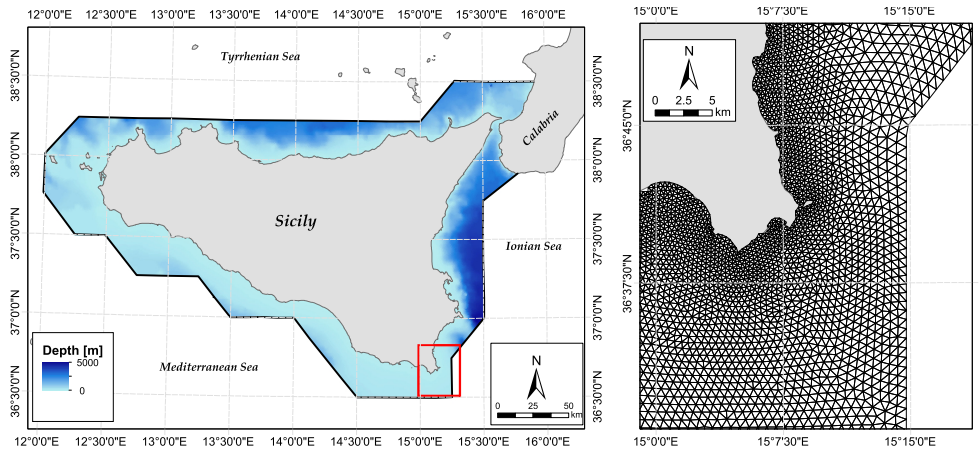 12°0'0"E 12°30'0"E 13°0'0"E 13°30'0"E 14°0'0"E 14°30'0"E 15°0'0"E 15°30'0"E 16°0'0"E
38°30'0"N
38°0'0"N
37°30'0"N
37°0'0"N
36°30'0"N
Tyrrhenian Sea
Calabria
Sicily
Ionian Sea
Mediterranean Sea
Depth [m]
5000
0
N
0 25 50
km
38°30'0"N
38°0'0"N
37°30'0"N
37°0'0"N
36°30'0"N
12°0'0"E 12°30'0"E 13°0'0"E 13°30'0"E 14°0'0"E 14°30'0"E 15°0'0"E 15°30'0"E 16°0'0"E
15°0'0"E 15°7'30"E 15°15'0"E
N
0 2.5 5
km
36°45'0"N
36°37'30"N
15°0'0"E 15°7'30"E 15°15'0"E